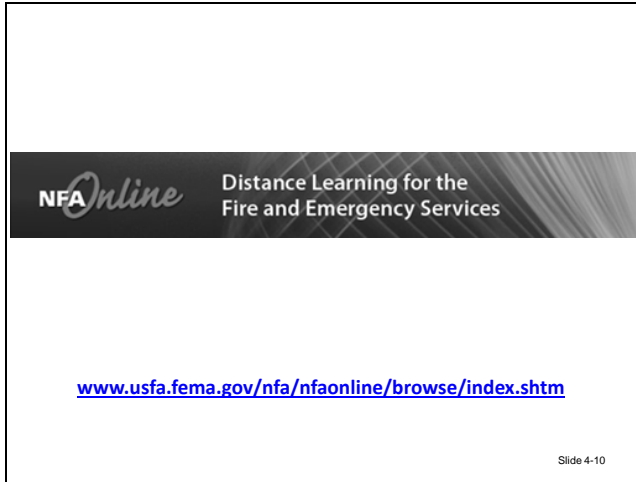 NFA Online
Distance Learning for the
Fire and Emergency Services
www.usfa.fema.gov/nfa/nfaonline/browse/index.shtm
Slide 4-10